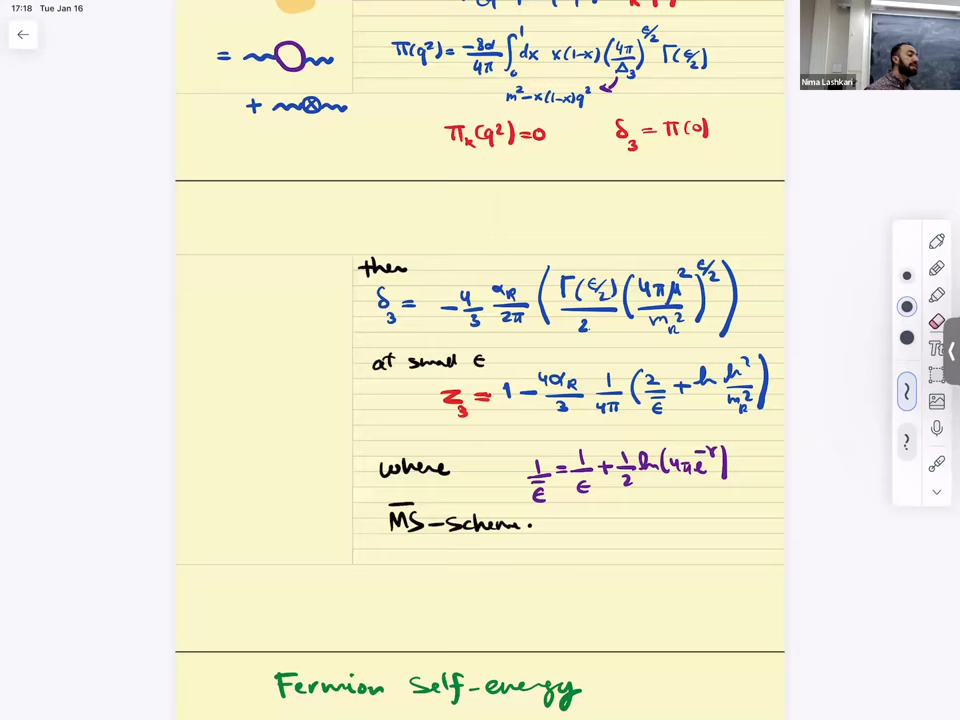 17:18 Tue Jan 16
Nima Lashkari
Π(q²) = -8α/4π ∫₀¹ dx x(1-x) (4π/Δ₃)^(ε/2) Γ(ε/2)
=
m² - x(1-x)q²
+
Π_R(q²) = 0 δ₃ = Π(0)
then
δ₃ = -4/3 α_R/2π ( Γ(ε/2)/2 (4πμ²/m_R²)^(ε/2) )
at small ε
Z₃ = 1 - 4α_R/3 1/4π ( 2/ε̄ + ln μ²/m_R² )
where 1/ε̄ = 1/ε + 1/2 ln(4πe^-γ)
M̅S̅ - scheme.
Fermion Self-energy